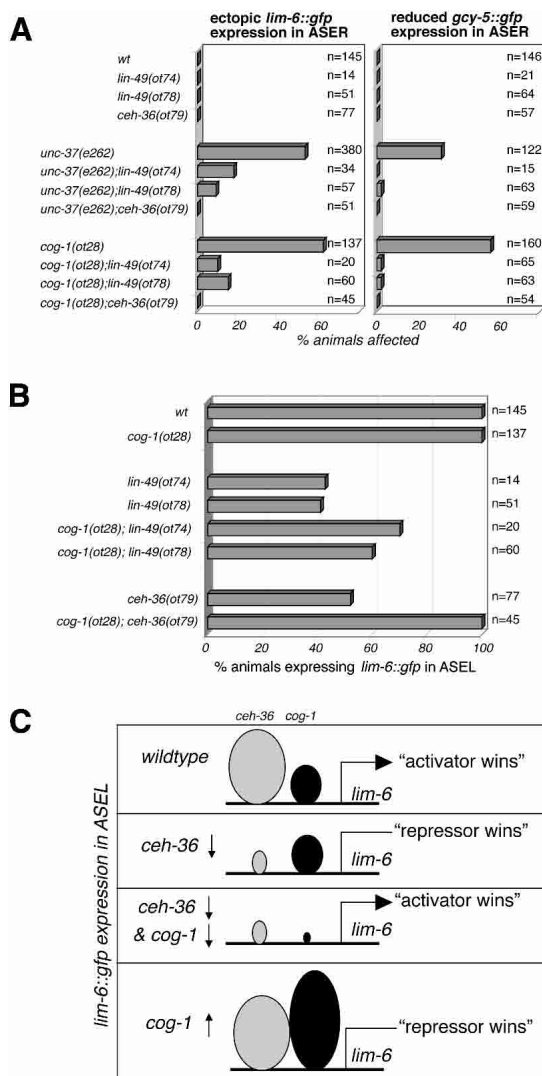 A
ectopic lim-6::gfp
expression in ASER
reduced gcy-5::gfp
expression in ASER
wt n=145 n=146
lin-49(ot74) n=14 n=21
lin-49(ot78) n=51 n=64
ceh-36(ot79) n=77 n=57
unc-37(e262) n=380 n=122
unc-37(e262);lin-49(ot74) n=34 n=15
unc-37(e262);lin-49(ot78) n=57 n=63
unc-37(e262);ceh-36(ot79) n=51 n=59
cog-1(ot28) n=137 n=160
cog-1(ot28);lin-49(ot74) n=20 n=65
cog-1(ot28);lin-49(ot78) n=60 n=63
cog-1(ot28);ceh-36(ot79) n=45 n=54
0 20 40 60 0 20 40 60
% animals affected
B
wt n=145
cog-1(ot28) n=137
lin-49(ot74) n=14
lin-49(ot78) n=51
cog-1(ot28); lin-49(ot74) n=20
cog-1(ot28); lin-49(ot78) n=60
ceh-36(ot79) n=77
cog-1(ot28); ceh-36(ot79) n=45
0 20 40 60 80 100
% animals expressing lim-6::gfp in ASEL
C
lim-6::gfp expression in ASEL
ceh-36 cog-1
wildtype "activator wins"
lim-6
ceh-36 "repressor wins"
lim-6
ceh-36 "activator wins"
& cog-1 lim-6
cog-1 "repressor wins"
lim-6